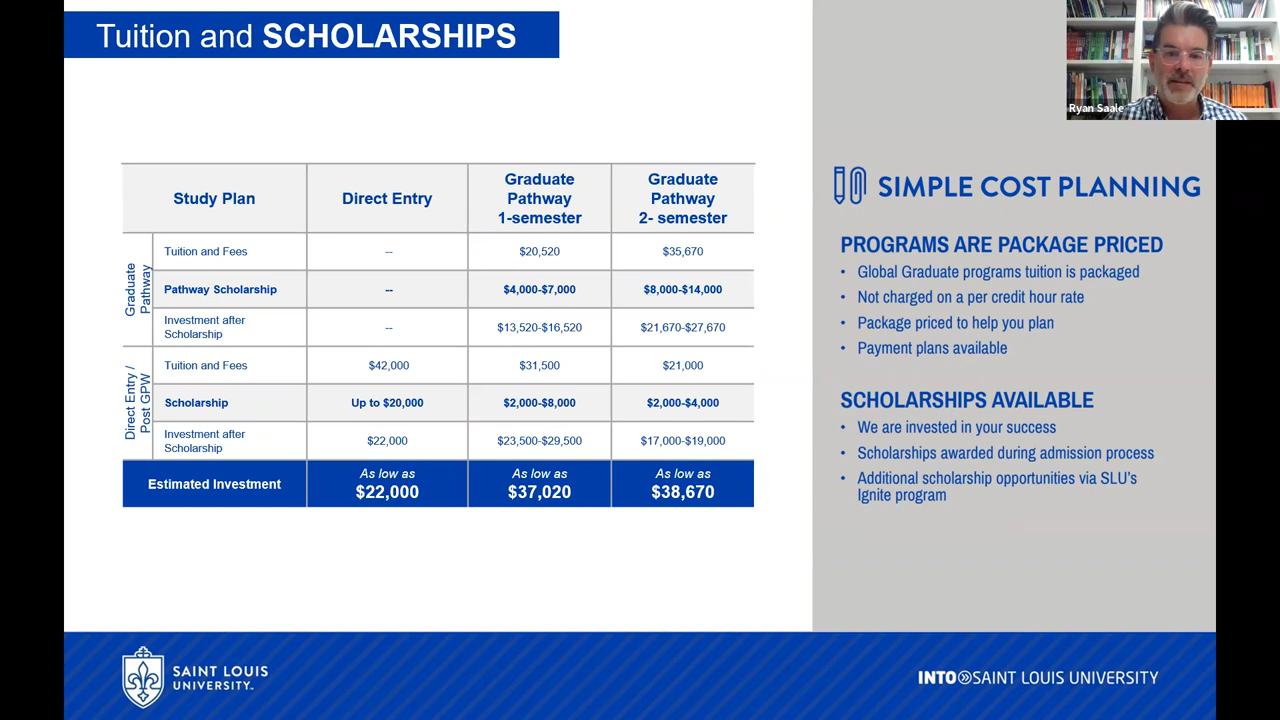 Tuition and SCHOLARSHIPS
Ryan Saale
Study Plan
Direct Entry
Graduate
Pathway
1-semester
Graduate
Pathway
2- semester
Graduate
Pathway
Tuition and Fees
--
$20,520
$35,670
Pathway Scholarship
--
$4,000-$7,000
$8,000-$14,000
Investment after
Scholarship
--
$13,520-$16,520
$21,670-$27,670
Direct Entry /
Post GPW
Tuition and Fees
$42,000
$31,500
$21,000
Scholarship
Up to $20,000
$2,000-$8,000
$2,000-$4,000
Investment after
Scholarship
$22,000
$23,500-$29,500
$17,000-$19,000
Estimated Investment
As low as
$22,000
As low as
$37,020
As low as
$38,670
SIMPLE COST PLANNING
PROGRAMS ARE PACKAGE PRICED
• Global Graduate programs tuition is packaged
• Not charged on a per credit hour rate
• Package priced to help you plan
• Payment plans available
SCHOLARSHIPS AVAILABLE
• We are invested in your success
• Scholarships awarded during admission process
• Additional scholarship opportunities via SLU's
Ignite program
SAINT LOUIS
UNIVERSITY™
INTO SAINT LOUIS UNIVERSITY